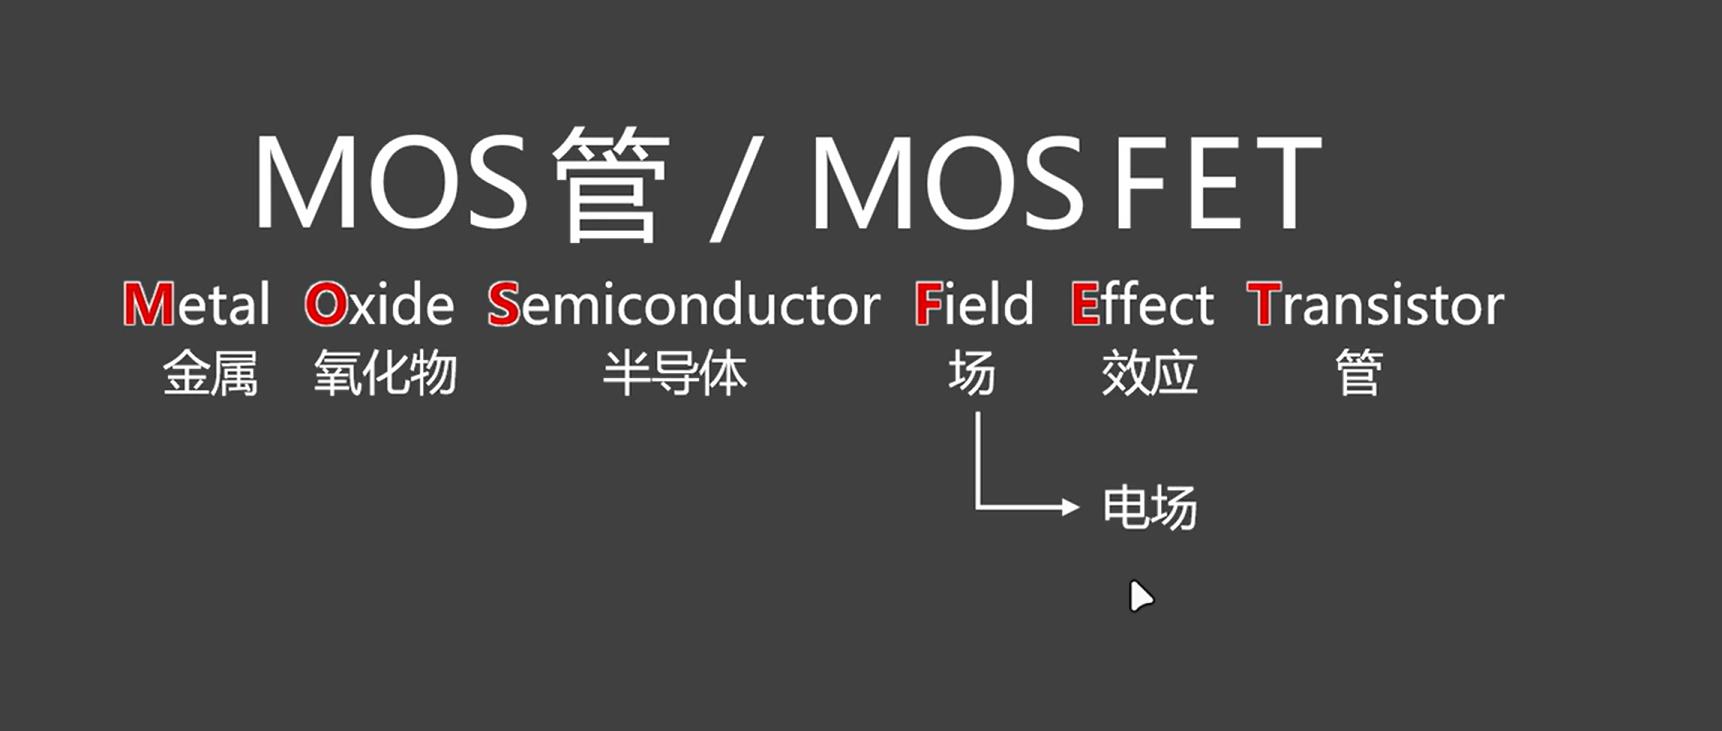 MOS管 / MOSFET
Metal Oxide Semiconductor Field Effect Transistor
金属 氧化物 半导体 场 效应 管
电场